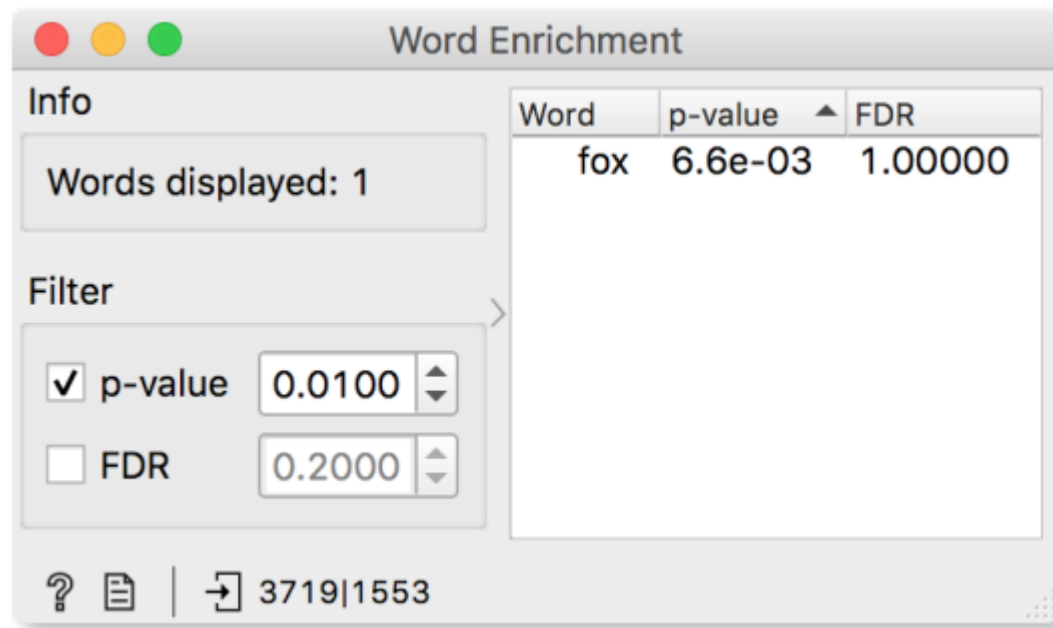 Word Enrichment
Info
Words displayed: 1
Filter
p-value 0.0100
FDR 0.2000
Word p-value FDR
fox 6.6e-03 1.00000
? 3719|1553